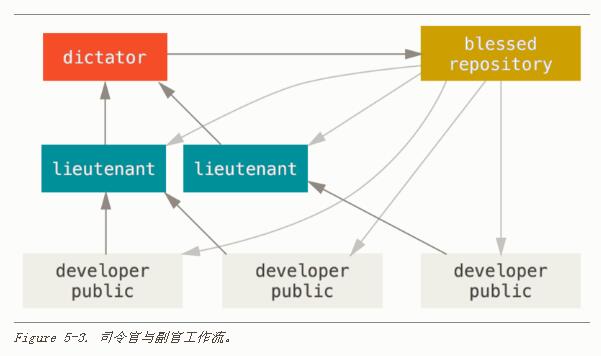 dictator
blessed
repository
lieutenant
lieutenant
developer
public
developer
public
developer
public
Figure 5-3. 司令官与副官工作流。